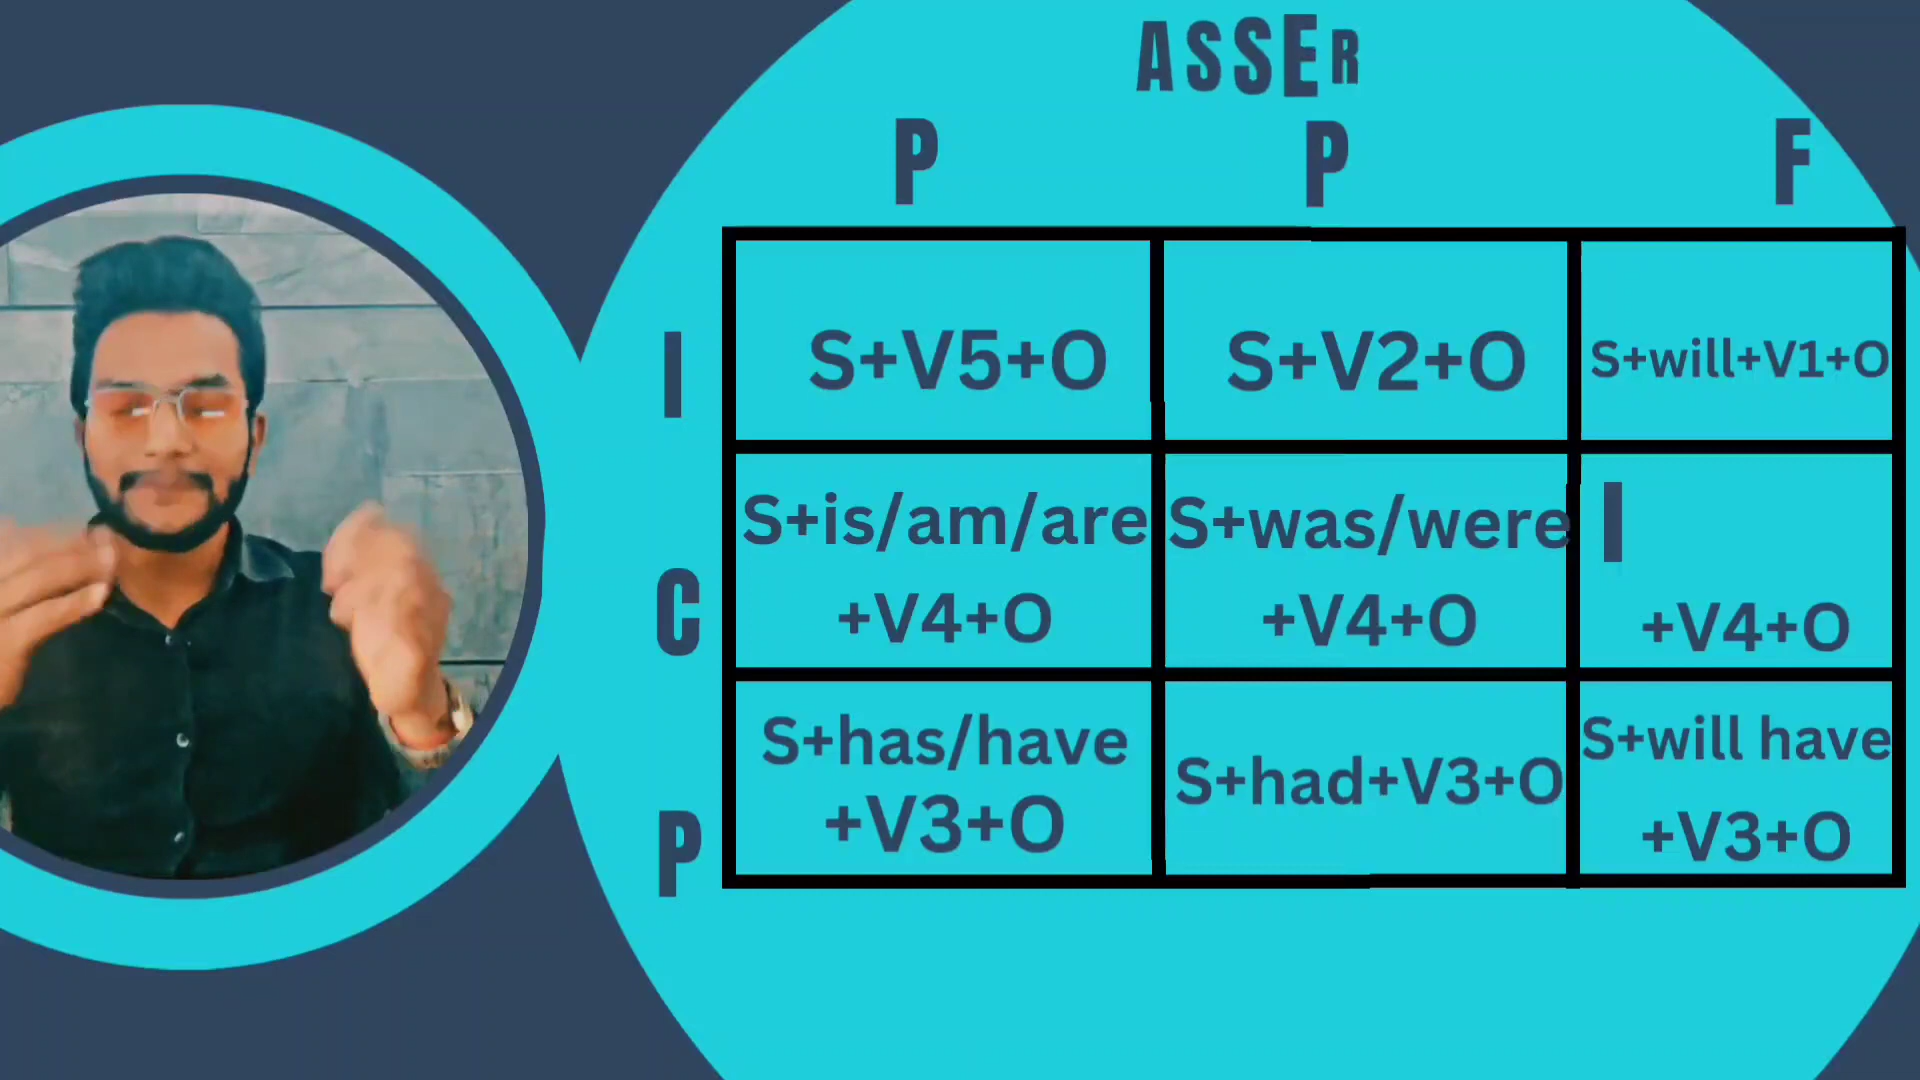 ASSER
P P F
I
S+V5+O S+V2+O S+will+V1+O
S+is/am/are S+was/were I
C
+V4+O +V4+O +V4+O
S+has/have S+will have
S+had+V3+O
P
+V3+O +V3+O